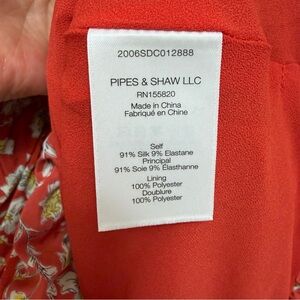 2006SDC012888
PIPES & SHAW LLC
RN155820
Made in China
Fabriqué en Chine
Self
91% Silk 9% Elastane
Principal
91% Soie 9% Élasthanne
Lining
100% Polyester
Doublure
100% Polyester